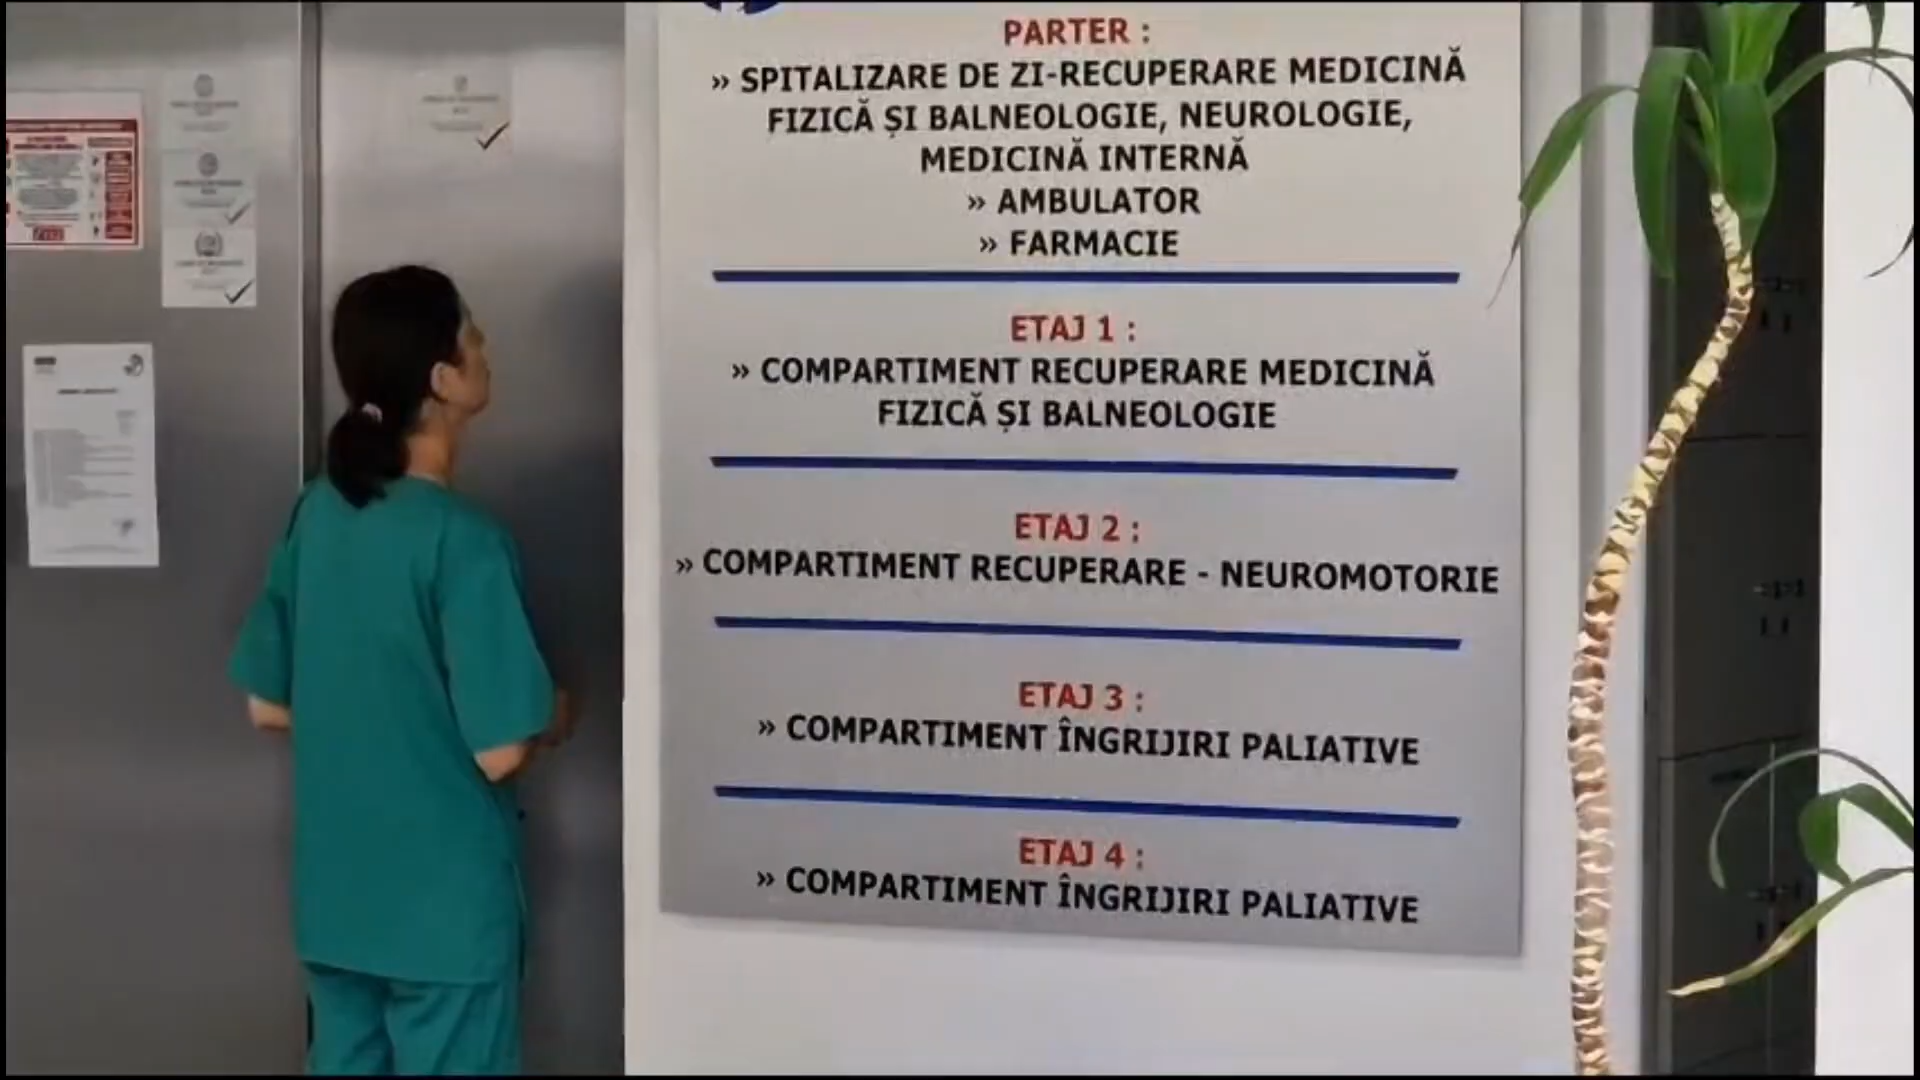 PARTER :
» SPITALIZARE DE ZI-RECUPERARE MEDICINĂ
FIZICĂ ȘI BALNEOLOGIE, NEUROLOGIE,
MEDICINĂ INTERNĂ
» AMBULATOR
» FARMACIE
ETAJ 1 :
» COMPARTIMENT RECUPERARE MEDICINĂ
FIZICĂ ȘI BALNEOLOGIE
ETAJ 2 :
» COMPARTIMENT RECUPERARE - NEUROMOTORIE
ETAJ 3 :
» COMPARTIMENT ÎNGRIJIRI PALIATIVE
ETAJ 4 :
» COMPARTIMENT ÎNGRIJIRI PALIATIVE